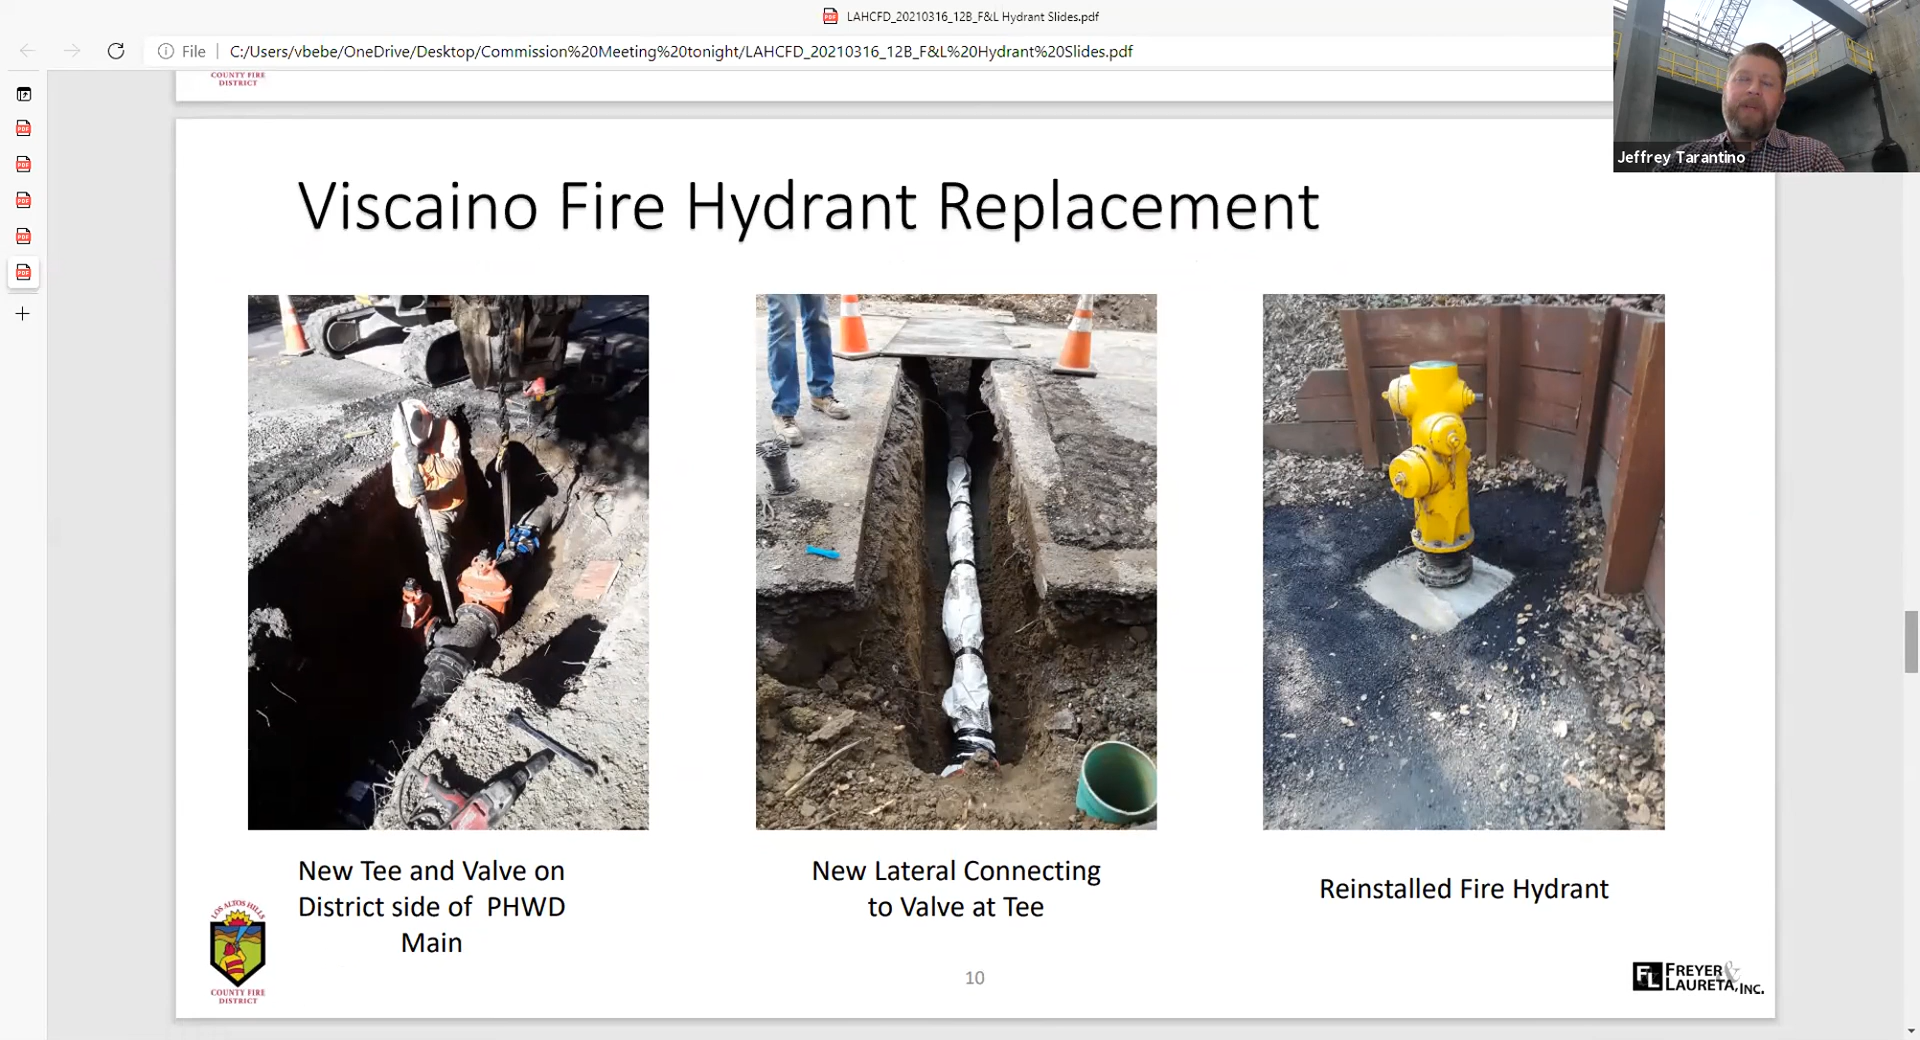 LAHCFD_20210316_12B_F&L Hydrant Slides.pdf
File
C:/Users/vbebe/OneDrive/Desktop/Commission%20Meeting%20tonight/LAHCFD_20210316_12B_F&L%20Hydrant%20Slides.pdf
COUNTY FIRE
DISTRICT
Jeffrey Tarantino
Viscaino Fire Hydrant Replacement
New Tee and Valve on
District side of PHWD
Main
New Lateral Connecting
to Valve at Tee
Reinstalled Fire Hydrant
LOS ALTOS HILLS
COUNTY FIRE
DISTRICT
10
FL FREYER &
LAURETA, INC.